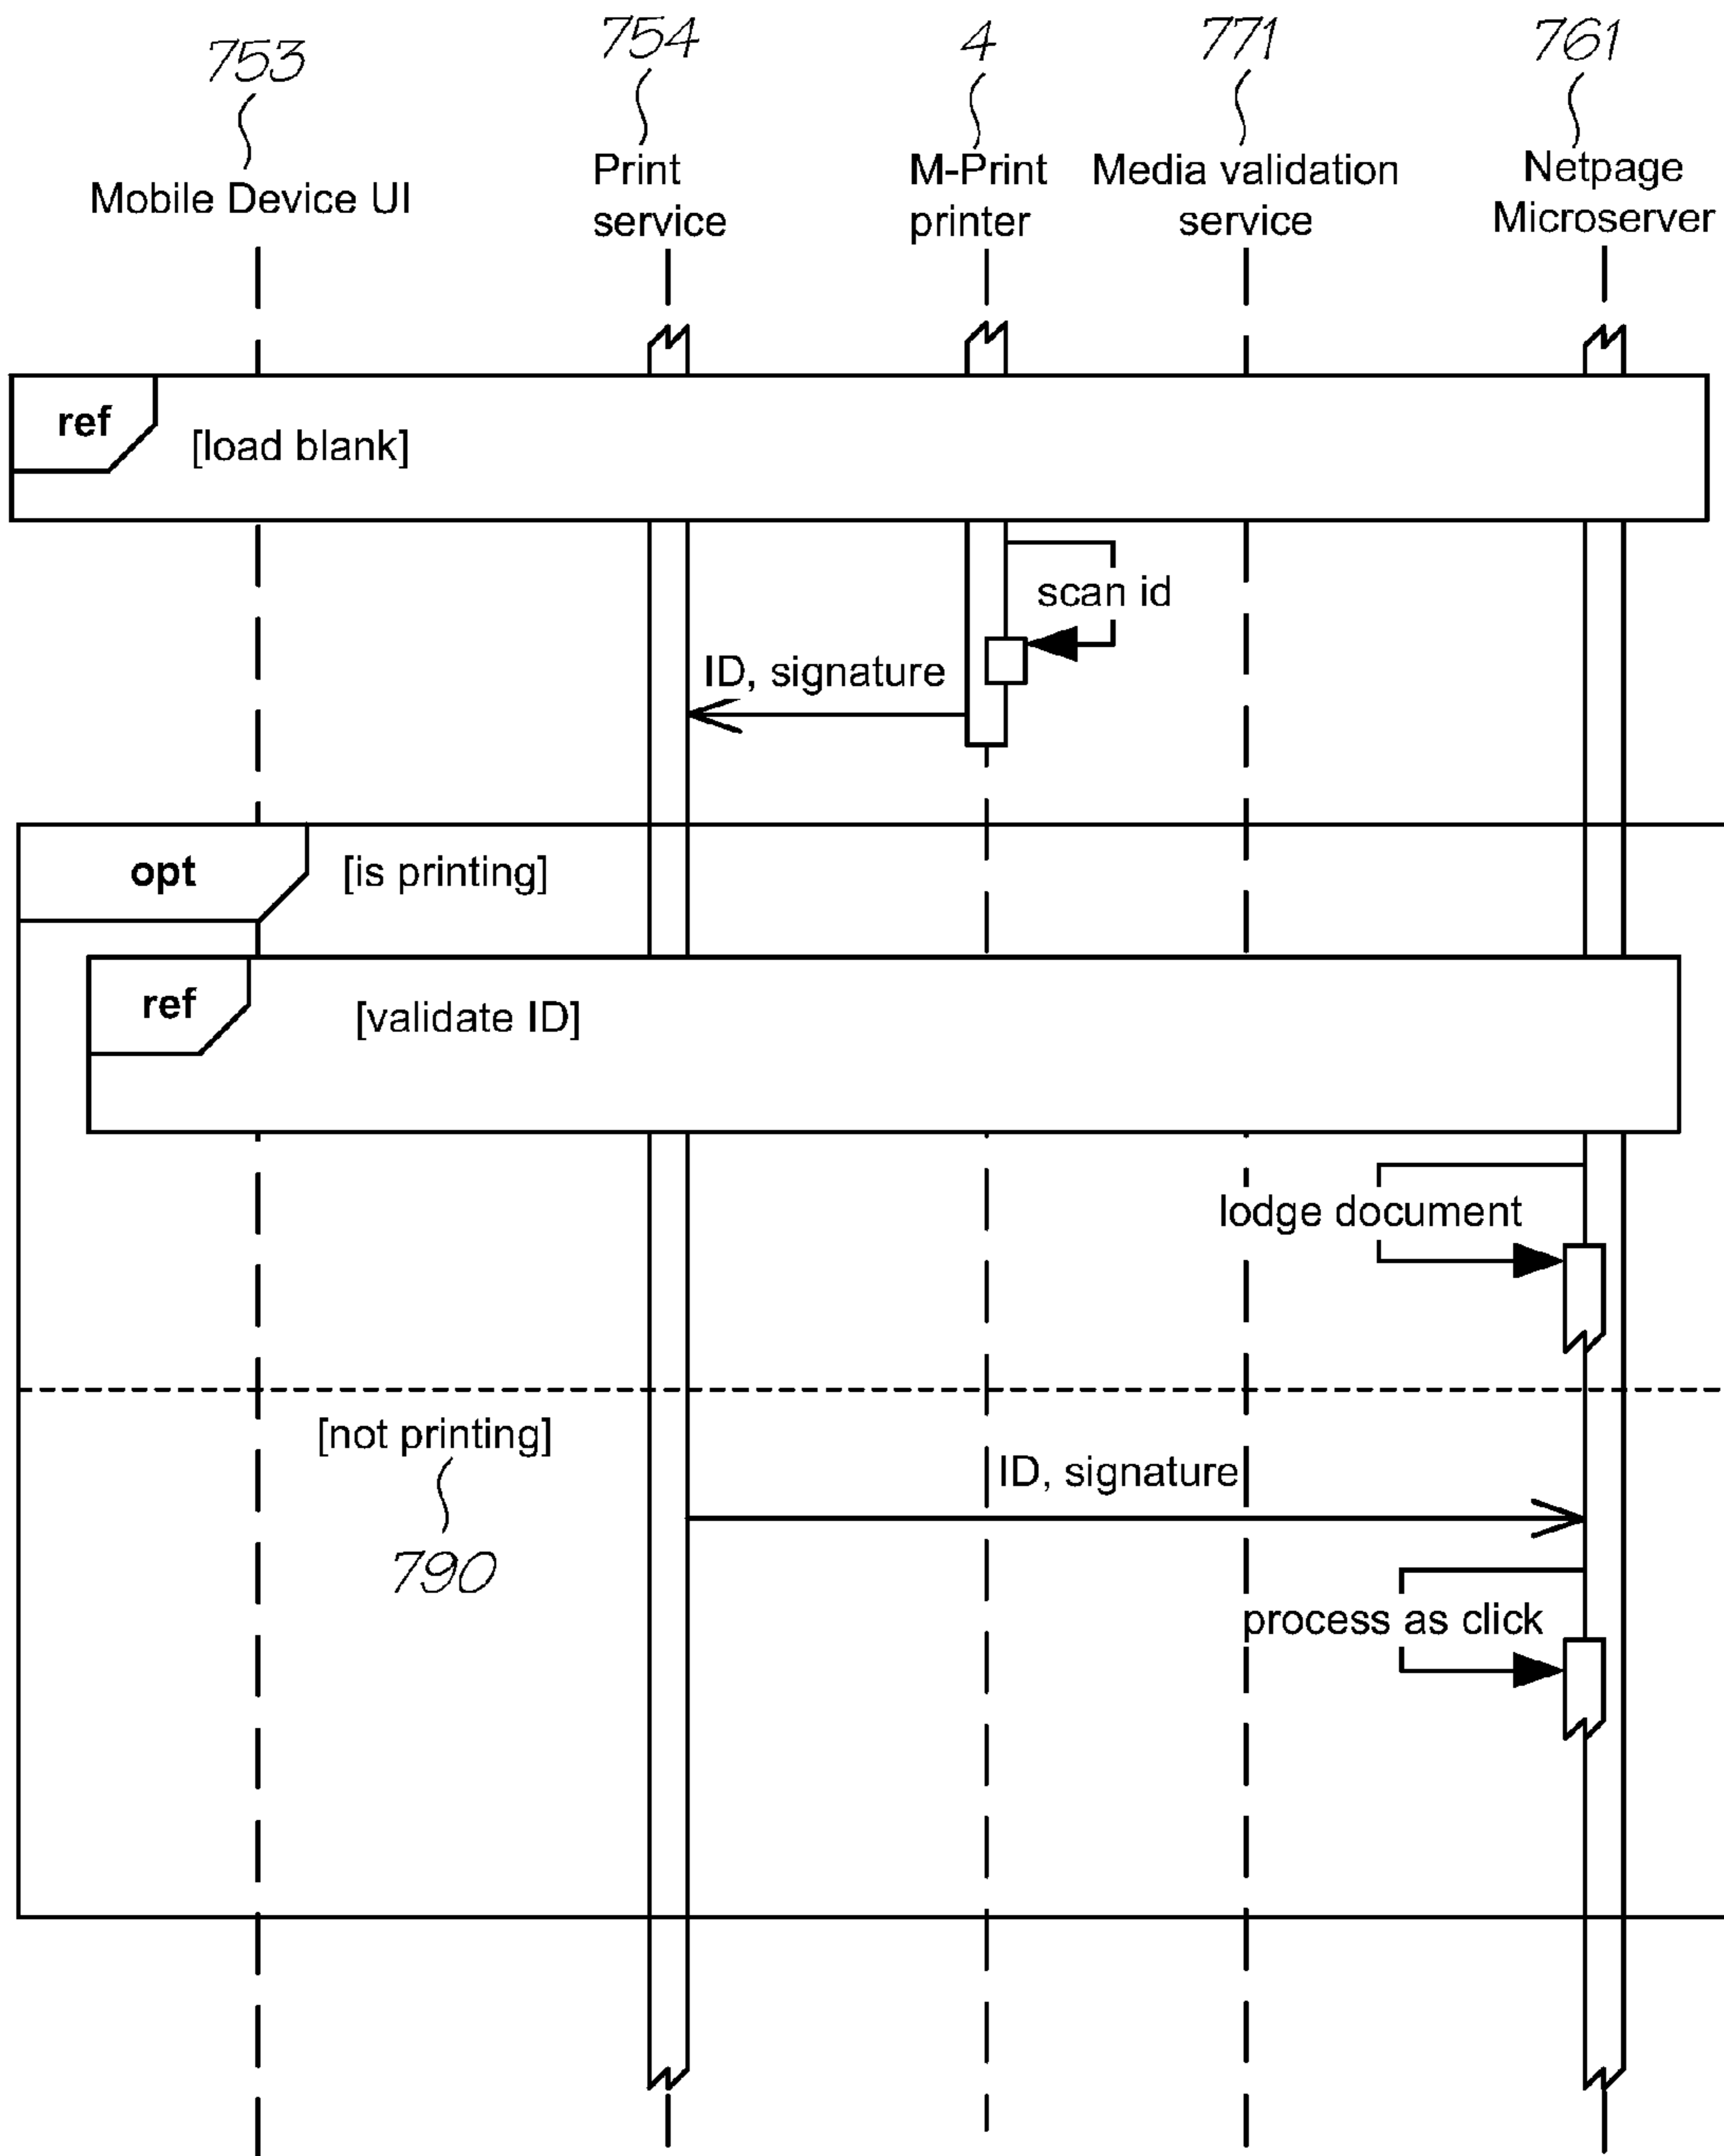 753
754
4
771
761
Mobile Device UI
Print
service
M-Print
printer
Media validation
service
Netpage
Microserver
ref
[load blank]
scan id
ID, signature
opt
[is printing]
ref
[validate ID]
lodge document
[not printing]
ID, signature
790
process as click